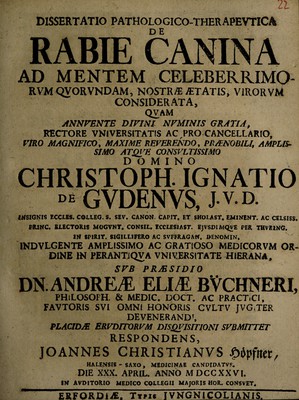 22
DISSERTATIO PATHOLOGICO-THERAPEVTICA
DE
RABIE CANINA
AD MENTEM CELEBERRIMO-
RVM QVORVNDAM, NOSTRÆ ÆTATIS, VIRORVM
CONSIDERATA,
QVAM
ANNVENTE DIVINI NVMINIS GRATIA,
RECTORE VNIVERSITATIS AC PRO-CANCELLARIO,
VIRO MAGNIFICO, MAXIME REVERENDO, PRÆNOBILI, AMPLIS-
SIMO ATQVE CONSVLTISSIMO
DOMINO
CHRISTOPH. IGNATIO
DE GVDENVS, J.V.D.
INSIGNIS ECCLES. COLLEG. S. SEV. CANON. CAPIT. ET SHOLAST, EMINENT. AC CELSISS.
PRINC. ELECTORIS MOGVNT. CONSIL. ECCLESIAST. EJVSDEMQVE PER THVRING.
IN SPIRIT. SIGILLIFERO AC SVFFRAGAN. DENOMIN,
INDVLGENTE AMPLISSIMO AC GRATIOSO MEDICORVM OR-
DINE IN PERANTIQVA VNIVERSITATE HIERANA,
SVB PRÆSIDIO
DN. ANDREÆ ELIÆ BÜCHNERI,
PHILOSOPH. & MEDIC. DOCT. AC PRACTICI,
FAVTORIS SVI OMNI HONORIS CVLTV JVGITER
DEVENERANDI,
PLACIDÆ ERVDITORVM DISQVISITIONI SVBMITTET
RESPONDENS,
JOANNES CHRISTIANVS Höpfner,
HALENSIS-SAXO, MEDICINAE CANDIDATVS.
DIE XXX. APRIL. ANNO MDCCXXVI.
IN AVDITORIO MEDICO COLLEGII MAJORIS HOR. CONSVET,
ERFORDIÆ, TYPIS JVNGNICOLIANIS.